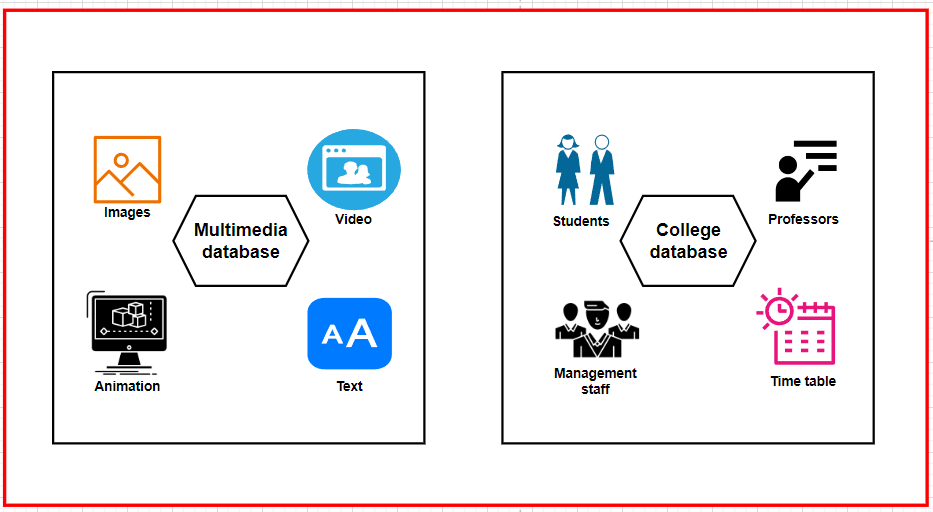 Images
Video
Multimedia
database
Animation
AA
Text
Students
Professors
College
database
Management
staff
Time table